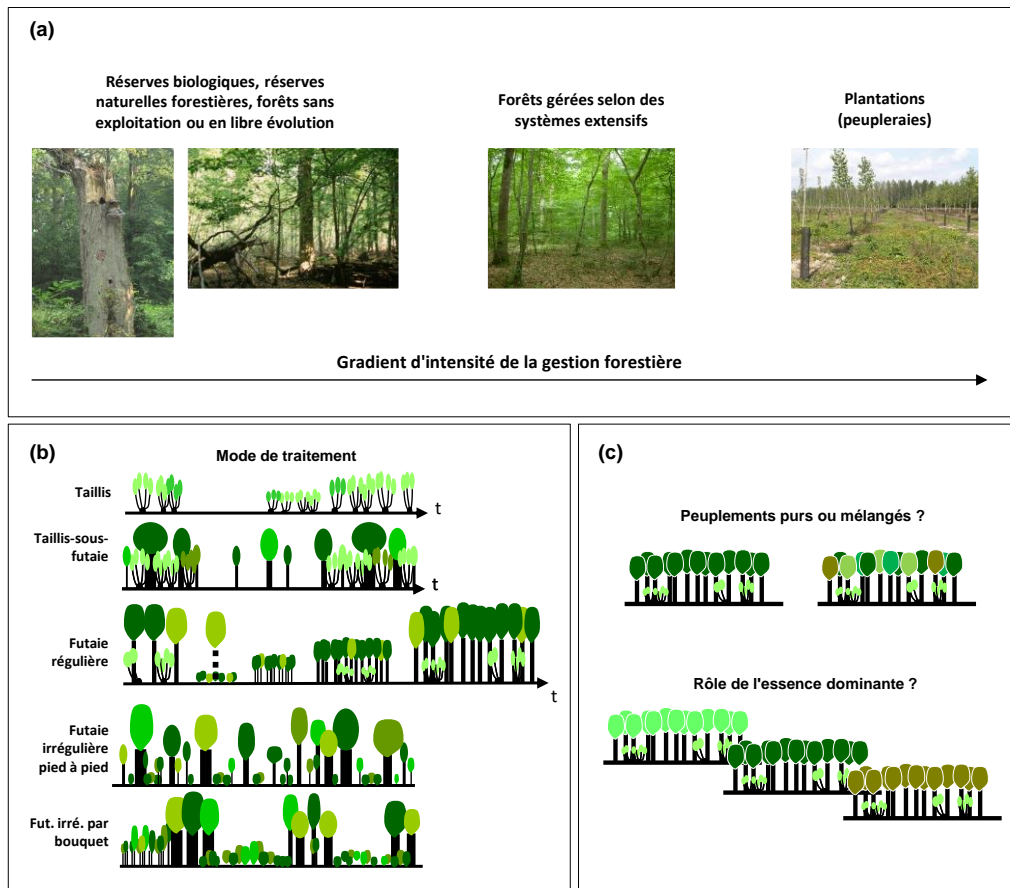 (a)
Réserves biologiques, réserves
naturelles forestières, forêts sans
exploitation ou en libre évolution
Forêts gérées selon des
systèmes extensifs
Plantations
(peupleraies)
Gradient d'intensité de la gestion forestière
(b)
Mode de traitement
Taillis
t
Taillis-sous-
futaie
t
Futaie
régulière
t
Futaie
irrégulière
pied à pied
Fut. irré. par
bouquet
(c)
Peuplements purs ou mélangés ?
Rôle de l'essence dominante ?